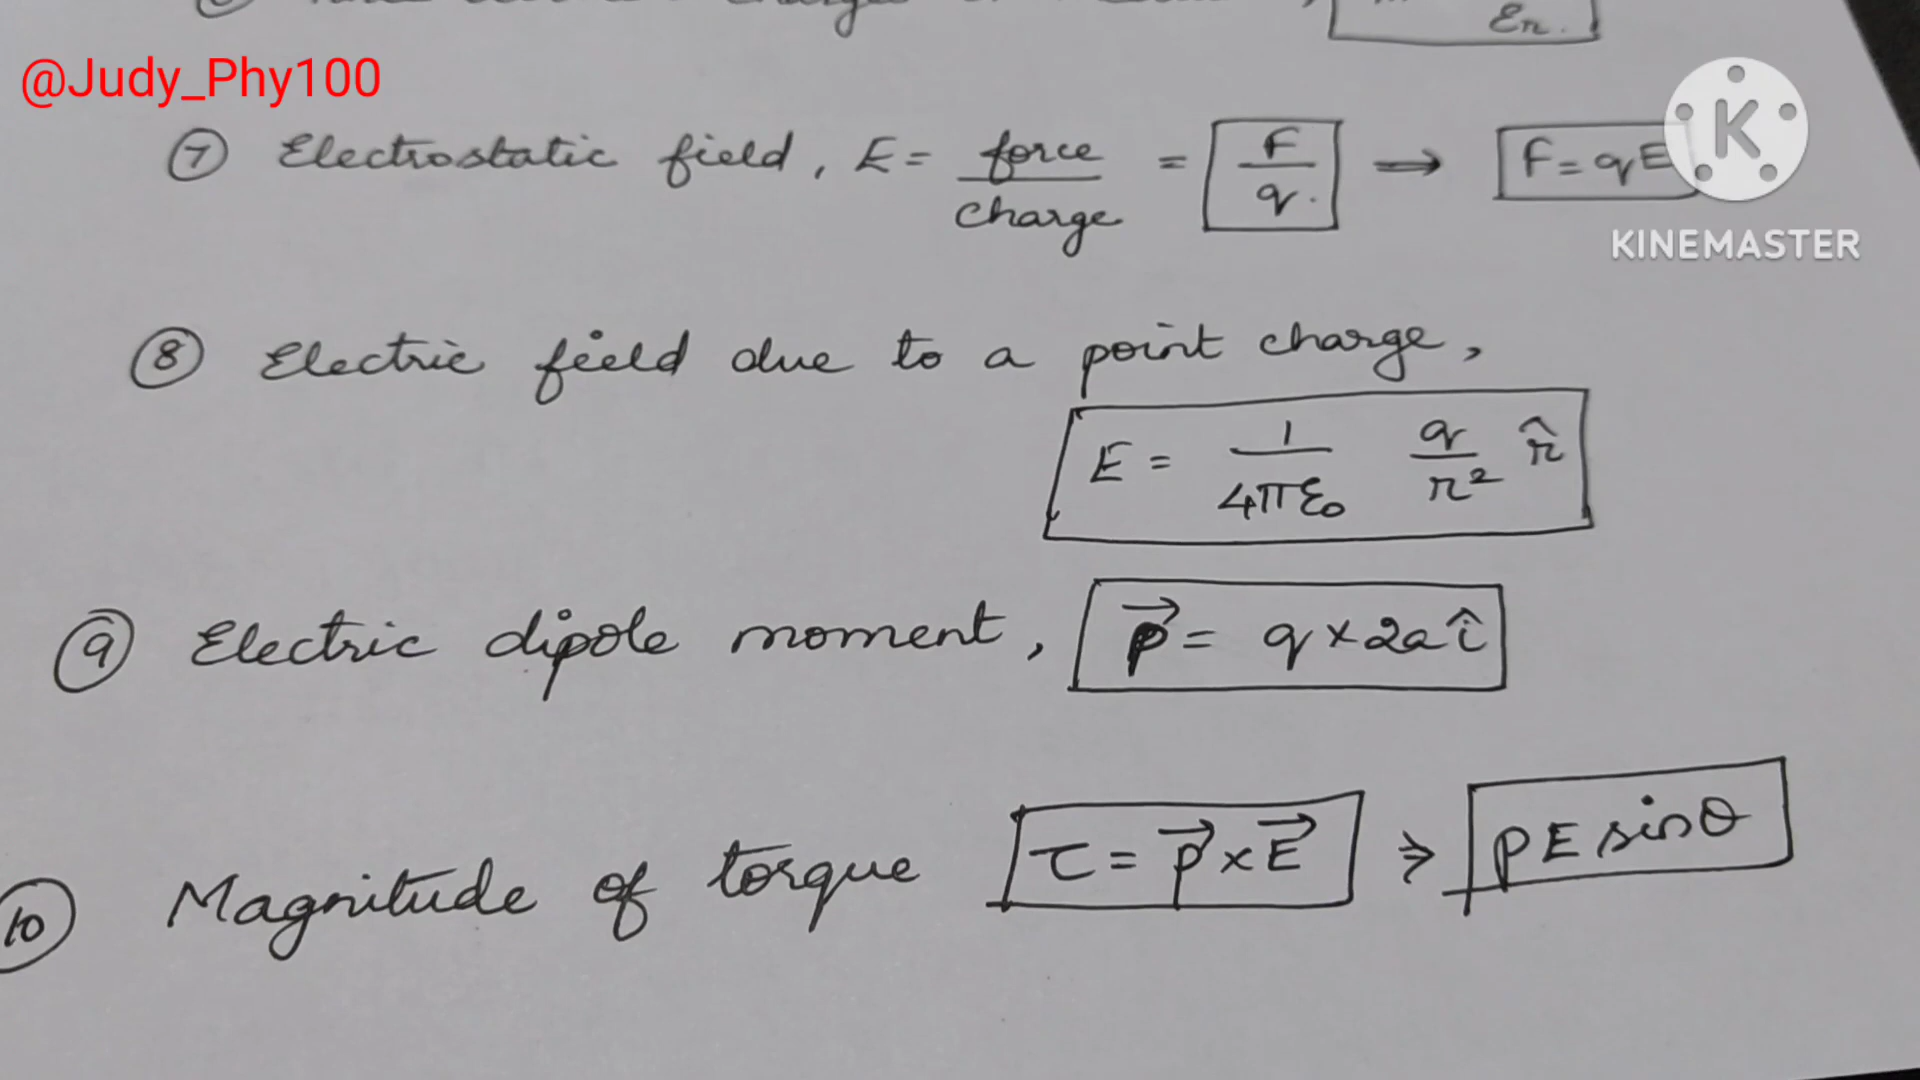 εr.
@Judy_Phy100
⑦ Electrostatic field, E = force/charge = F/q. → F = qE
K
KINEMASTER
⑧ Electric field due to a point charge,
E = 1/4πε₀ q/r² r̂
⑨ Electric dipole moment, p⃗ = q × 2a î
⑩ Magnitude of torque τ = p⃗ × E⃗ ⇒ pE sinθ